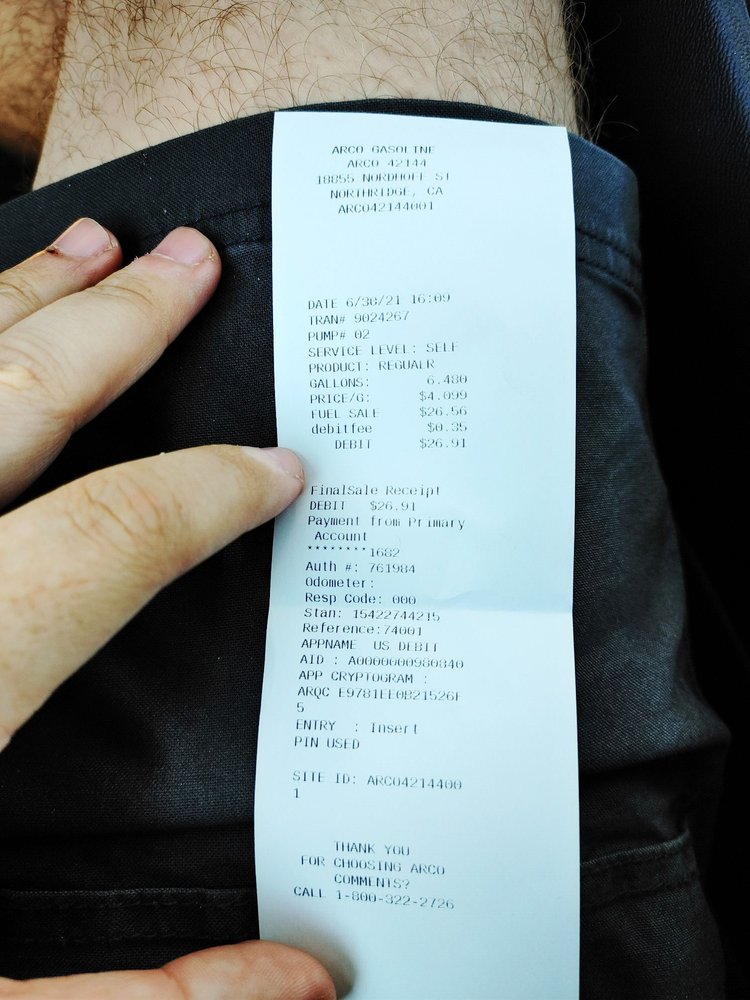 ARCO GASOLINE
ARCO 42144
18855 NORDHOFF ST
NORTHRIDGE, CA
ARCO42144001
DATE 6/30/21 16:09
TRAN# 9024267
PUMP# 02
SERVICE LEVEL: SELF
PRODUCT: REGUALR
GALLONS: 6.480
PRICE/G: $4.099
FUEL SALE $26.56
debitfee $0.35
DEBIT $26.91
FinalSale Receipt
DEBIT $26.91
Payment from Primary
Account
********1682
Auth #: 761984
Odometer:
Resp Code: 000
Stan: 15422744215
Reference:74001
APPNAME US DEBIT
AID : A0000000980840
APP CRYPTOGRAM :
ARQC E9781EE0B21526F
5
ENTRY : Insert
PIN USED
SITE ID: ARCO4214400
1
THANK YOU
FOR CHOOSING ARCO
COMMENTS?
CALL 1-800-322-2726